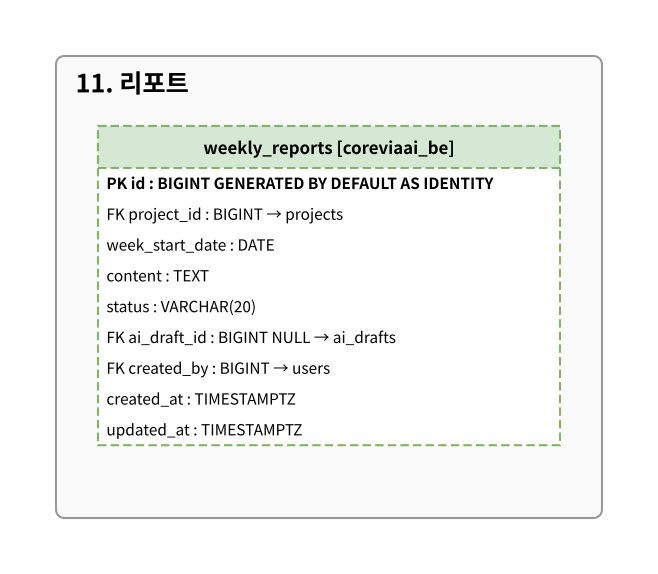 11. 리포트
weekly_reports [coreviaai_be]
PK id : BIGINT GENERATED BY DEFAULT AS IDENTITY
FK project_id : BIGINT → projects
week_start_date : DATE
content : TEXT
status : VARCHAR(20)
FK ai_draft_id : BIGINT NULL → ai_drafts
FK created_by : BIGINT → users
created_at : TIMESTAMPTZ
updated_at : TIMESTAMPTZ